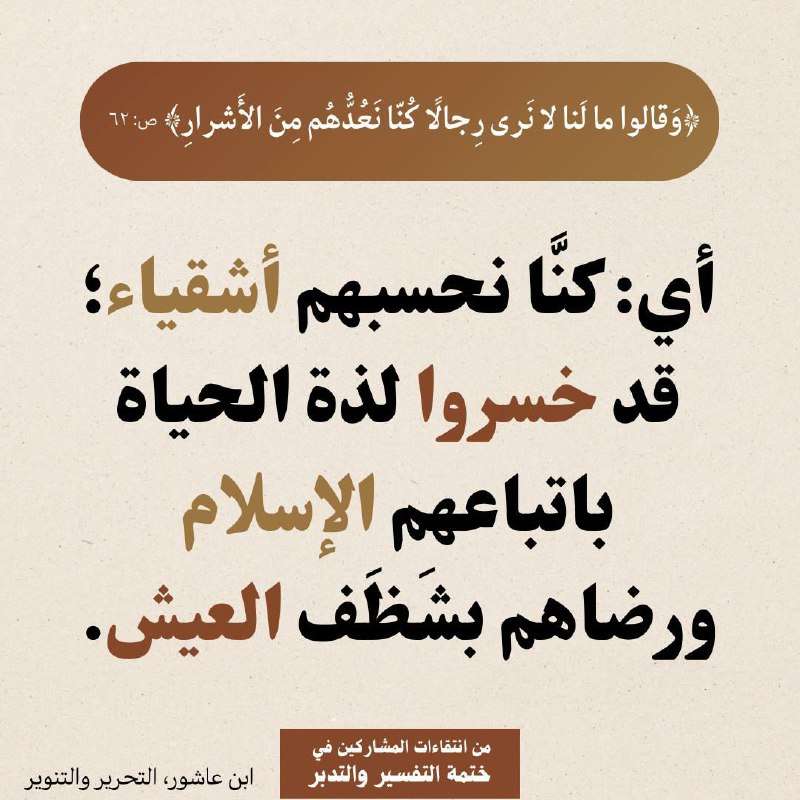 ﴿وَقالوا ما لَنا لا نَرى رِجالًا كُنّا نَعُدُّهُم مِنَ الأَشرارِ﴾ ص: ٦٢
أي: كنَّا نحسبهم أشقياء؛
قد خسروا لذة الحياة
باتباعهم الإسلام
ورضاهم بشَظَف العيش.
من انتقاءات المشاركين في
ختمة التفسير والتدبر
ابن عاشور، التحرير والتنوير